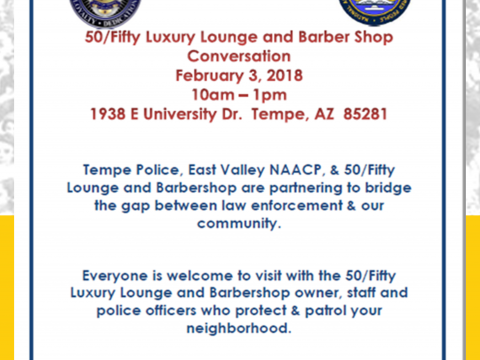 LOYALTY • DEDICATION
50/Fifty Luxury Lounge and Barber Shop
Conversation
February 3, 2018
10am – 1pm
1938 E University Dr.  Tempe, AZ  85281
Tempe Police, East Valley NAACP, & 50/Fifty
Lounge and Barbershop are partnering to bridge
the gap between law enforcement & our
community.
Everyone is welcome to visit with the 50/Fifty
Luxury Lounge and Barbershop owner, staff and
police officers who protect & patrol your
neighborhood.